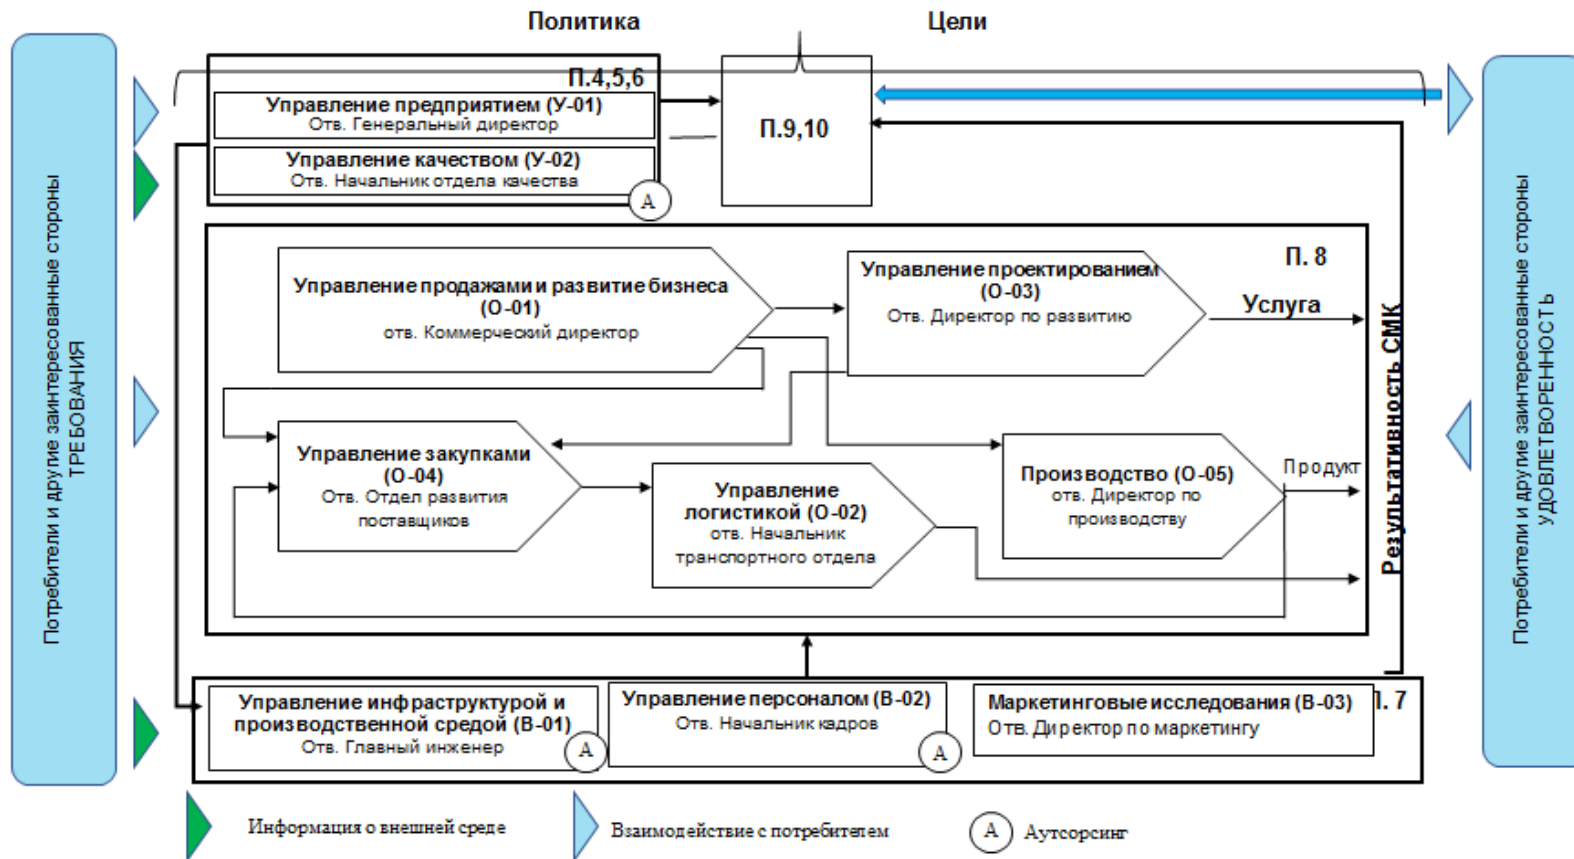 Политика
Цели
Потребители и другие заинтересованные стороны
ТРЕБОВАНИЯ
П.4,5,6
Управление предприятием (У-01)
Отв. Генеральный директор
Управление качеством (У-02)
Отв. Начальник отдела качества
А
П.9,10
П. 8
Управление продажами и развитие бизнеса
(О-01)
отв. Коммерческий директор
Управление проектированием
(О-03)
Отв. Директор по развитию
Услуга
Управление закупками
(О-04)
Отв. Отдел развития
поставщиков
Управление
логистикой (О-02)
отв. Начальник
транспортного отдела
Производство (О-05)
отв. Директор по
производству
Продукт
Результативность СМК
Потребители и другие заинтересованные стороны
УДОВЛЕТВОРЕННОСТЬ
Управление инфраструктурой и
производственной средой (В-01)
Отв. Главный инженер
А
Управление персоналом (В-02)
Отв. Начальник кадров
А
Маркетинговые исследования (В-03)
Отв. Директор по маркетингу
П. 7
Информация о внешней среде
Взаимодействие с потребителем
А
Аутсорсинг